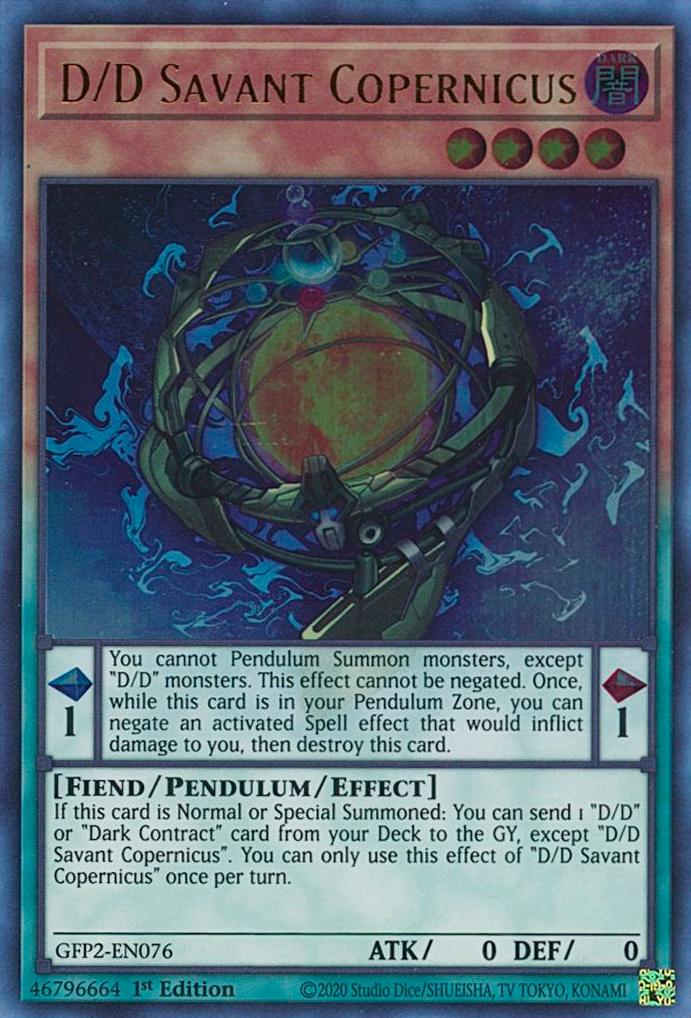 D/D SAVANT COPERNICUS
DARK
闇
You cannot Pendulum Summon monsters, except
"D/D" monsters. This effect cannot be negated. Once,
while this card is in your Pendulum Zone, you can
negate an activated Spell effect that would inflict
damage to you, then destroy this card.
1
1
[FIEND/PENDULUM/EFFECT]
If this card is Normal or Special Summoned: You can send 1 "D/D"
or "Dark Contract" card from your Deck to the GY, except "D/D
Savant Copernicus". You can only use this effect of "D/D Savant
Copernicus" once per turn.
GFP2-EN076 ATK/ 0 DEF/ 0
46796664 1st Edition ©2020 Studio Dice/SHUEISHA, TV TOKYO, KONAMI